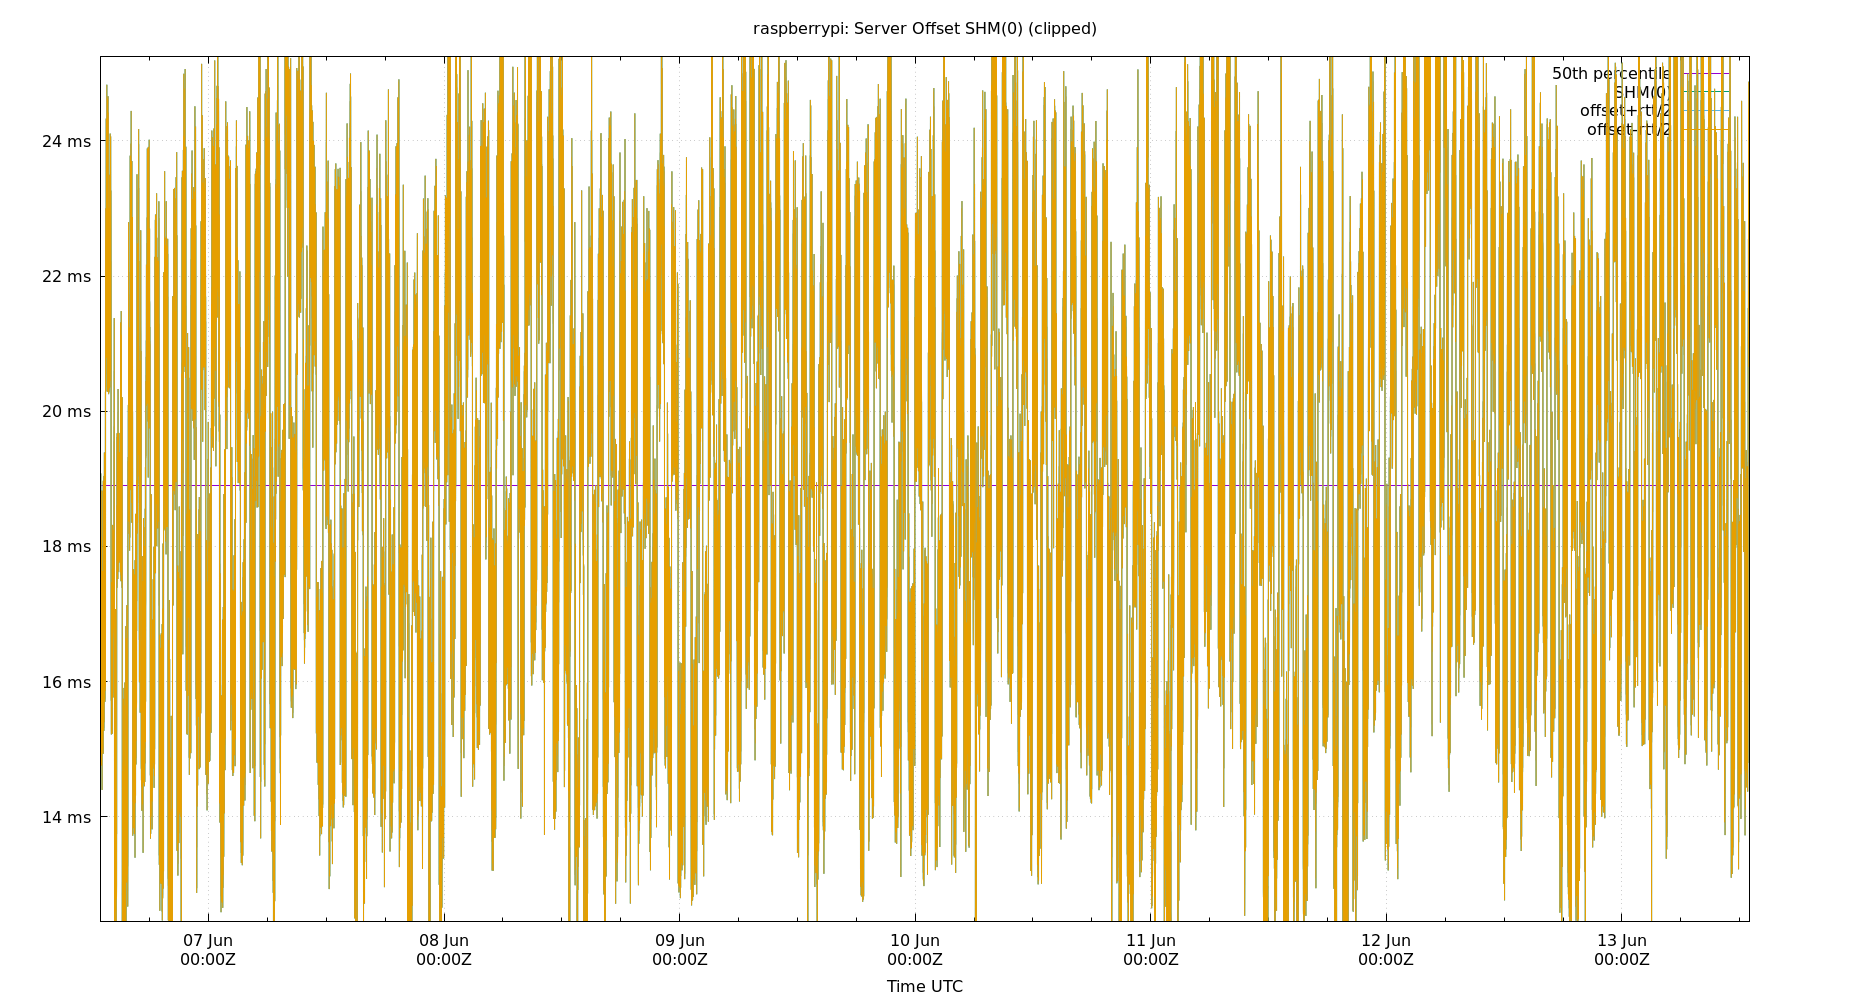 raspberrypi: Server Offset SHM(0) (clipped)
50th percentile
SHM(0)
offset+rtt/2
offset-rtt/2
24 ms
22 ms
20 ms
18 ms
16 ms
14 ms
07 Jun
00:00Z
08 Jun
00:00Z
09 Jun
00:00Z
10 Jun
00:00Z
11 Jun
00:00Z
12 Jun
00:00Z
13 Jun
00:00Z
Time UTC